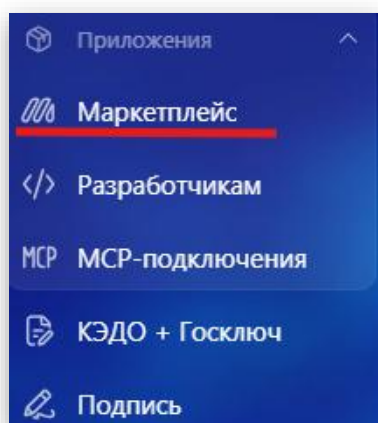 Приложения
Маркетплейс
</> Разработчикам
MCP MCP-подключения
КЭДО + Госключ
Подпись